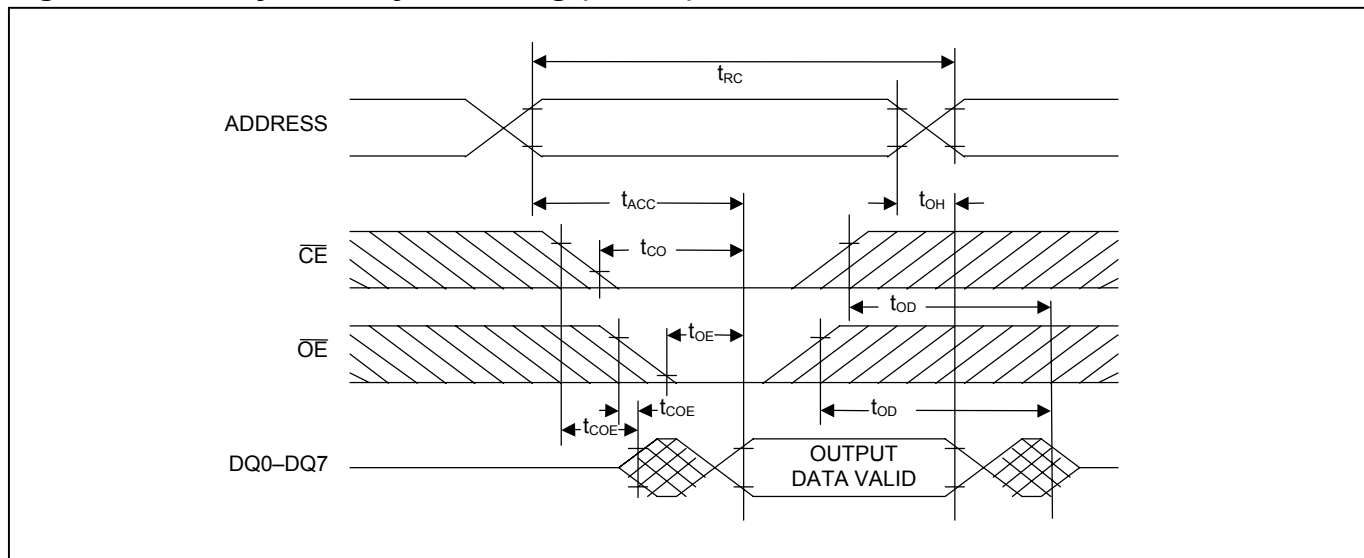 tRC
ADDRESS
tACC
tOH
CE
tCO
tOD
OE
tOE
tCOE
tOD
tCOE
DQ0–DQ7
OUTPUT
DATA VALID